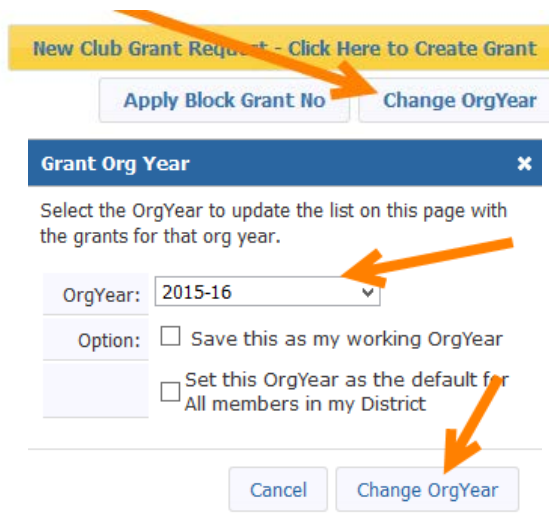 New Club Grant Request - Click Here to Create Grant
Apply Block Grant No Change OrgYear
Grant Org Year ×
Select the OrgYear to update the list on this page with
the grants for that org year.
OrgYear: 2015-16
Option: Save this as my working OrgYear
Set this OrgYear as the default for
All members in my District
Cancel Change OrgYear